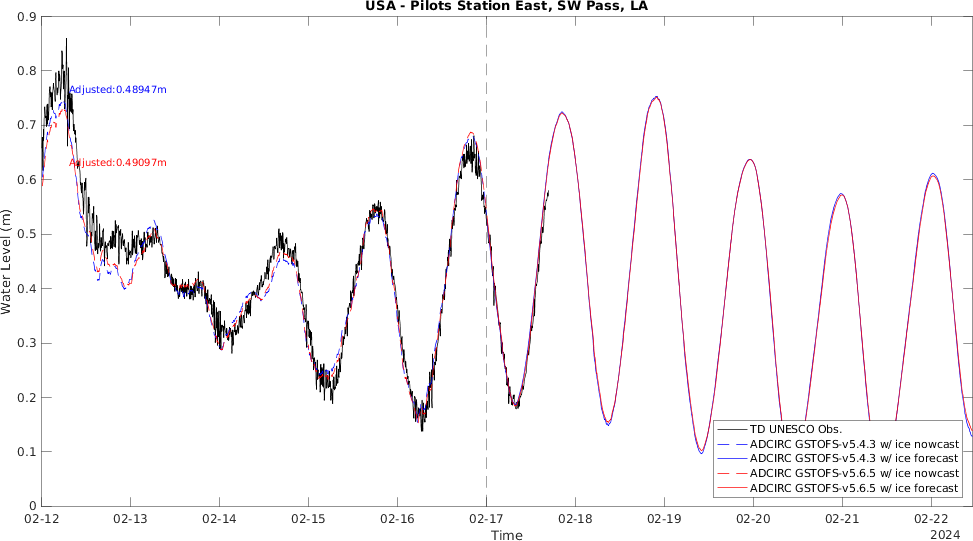 USA - Pilots Station East, SW Pass, LA
0.9
0.8
0.7
0.6
0.5
0.4
0.3
0.2
0.1
0
Water Level (m)
Adjusted:0.48947m
Adjusted:0.49097m
TD UNESCO Obs.
ADCIRC GSTOFS-v5.4.3 w/ ice nowcast
ADCIRC GSTOFS-v5.4.3 w/ ice forecast
ADCIRC GSTOFS-v5.6.5 w/ ice nowcast
ADCIRC GSTOFS-v5.6.5 w/ ice forecast
02-12 02-13 02-14 02-15 02-16 02-17 02-18 02-19 02-20 02-21 02-22
Time
2024